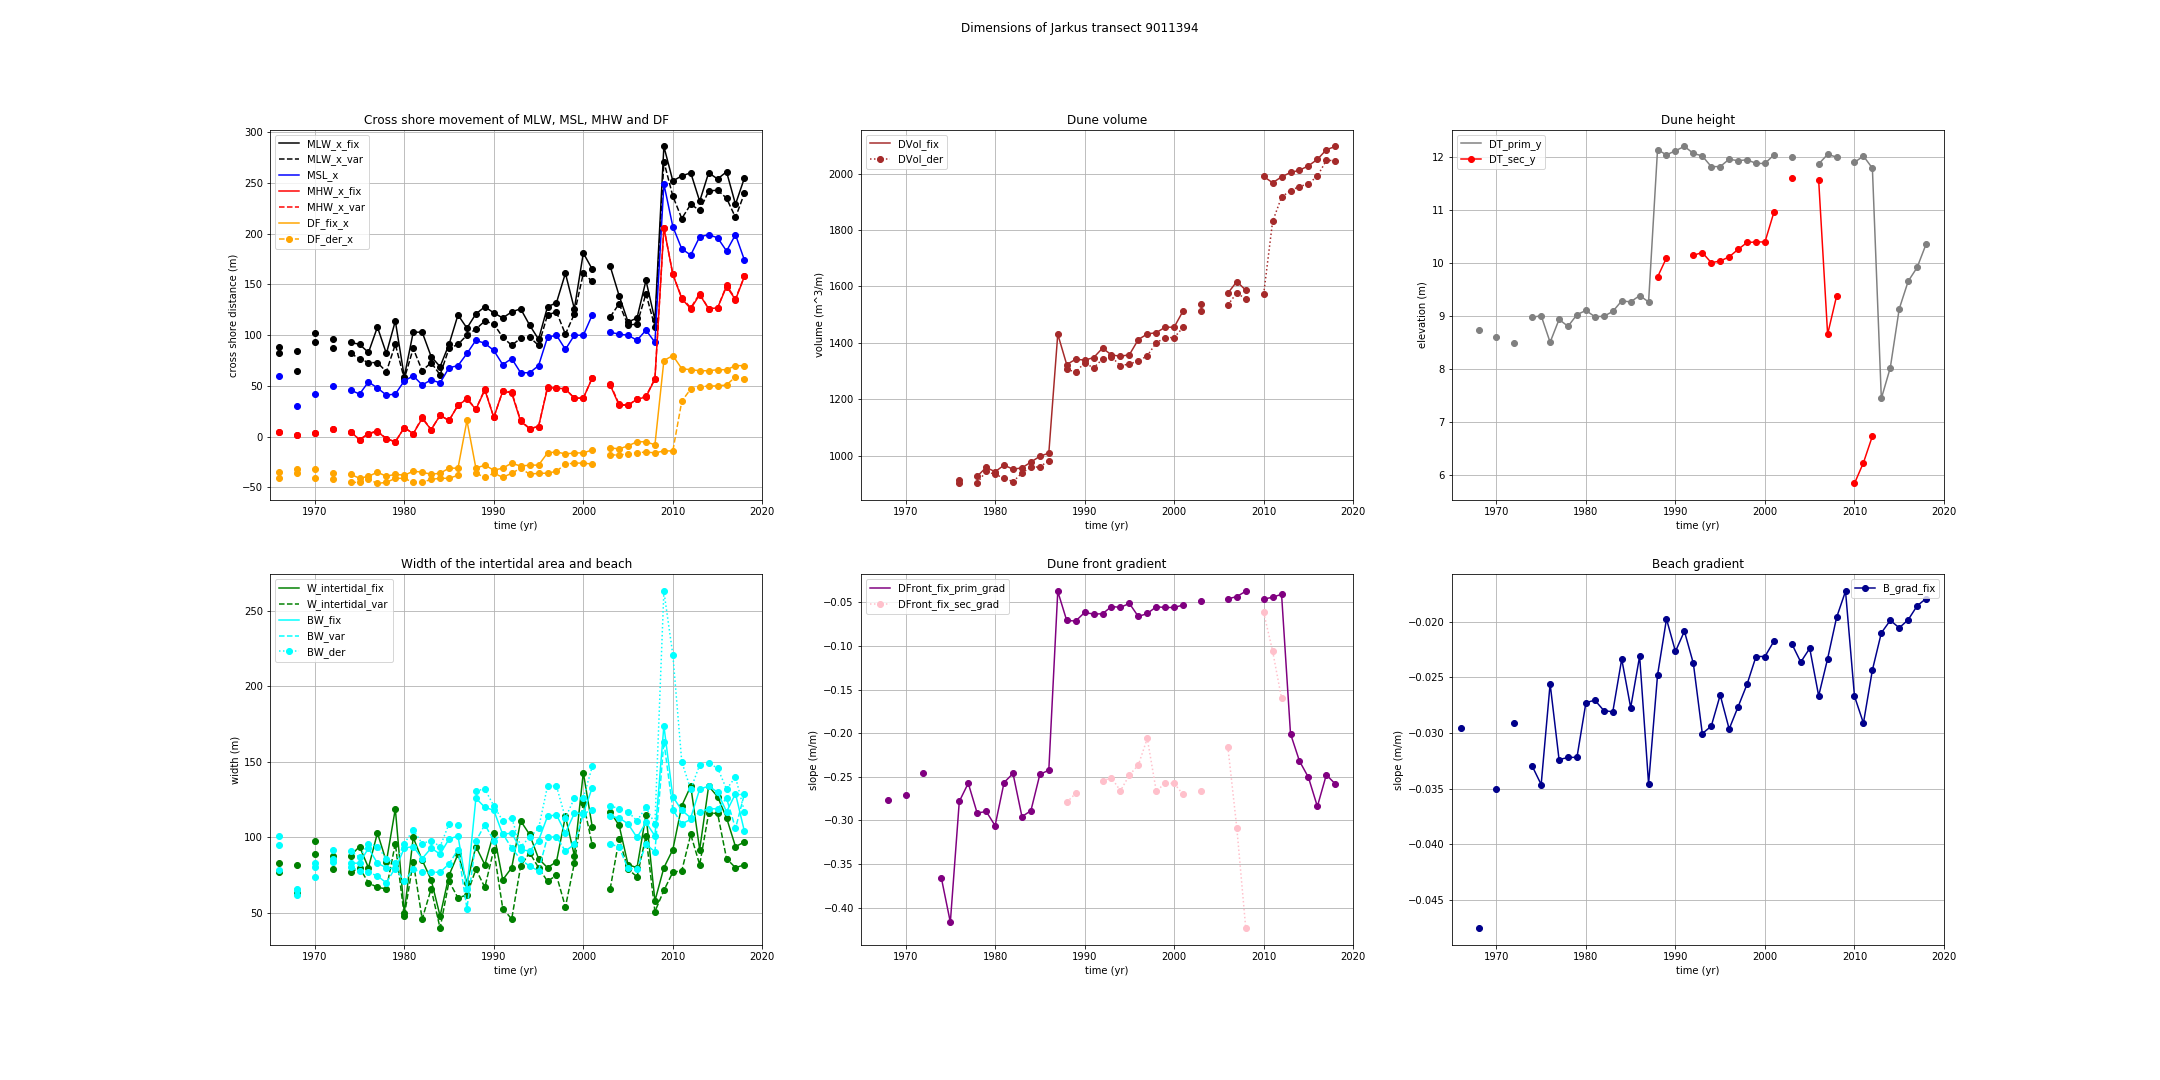 Dimensions of Jarkus transect 9011394
Cross shore movement of MLW, MSL, MHW and DF
cross shore distance (m)
300
250
200
150
100
50
0
−50
MLW_x_fix
MLW_x_var
MSL_x
MHW_x_fix
MHW_x_var
DF_fix_x
DF_der_x
1970 1980 1990 2000 2010 2020
time (yr)
Dune volume
volume (m^3/m)
2000
1800
1600
1400
1200
1000
DVol_fix
DVol_der
1970 1980 1990 2000 2010 2020
time (yr)
Dune height
elevation (m)
12
11
10
9
8
7
6
DT_prim_y
DT_sec_y
1970 1980 1990 2000 2010 2020
time (yr)
Width of the intertidal area and beach
width (m)
250
200
150
100
50
W_intertidal_fix
W_intertidal_var
BW_fix
BW_var
BW_der
1970 1980 1990 2000 2010 2020
time (yr)
Dune front gradient
slope (m/m)
−0.05
−0.10
−0.15
−0.20
−0.25
−0.30
−0.35
−0.40
DFront_fix_prim_grad
DFront_fix_sec_grad
1970 1980 1990 2000 2010 2020
time (yr)
Beach gradient
slope (m/m)
−0.020
−0.025
−0.030
−0.035
−0.040
−0.045
B_grad_fix
1970 1980 1990 2000 2010 2020
time (yr)